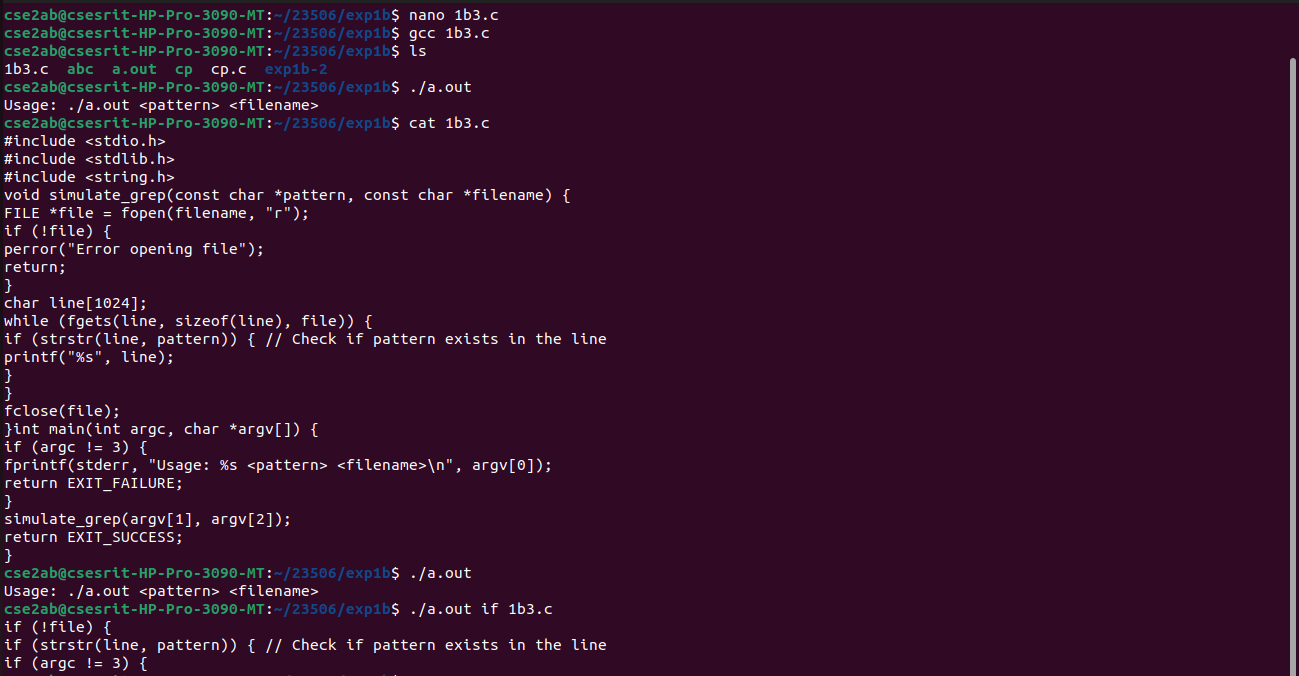 cse2ab@csesrit-HP-Pro-3090-MT:~/23506/exp1b$ nano 1b3.c
cse2ab@csesrit-HP-Pro-3090-MT:~/23506/exp1b$ gcc 1b3.c
cse2ab@csesrit-HP-Pro-3090-MT:~/23506/exp1b$ ls
1b3.c  abc  a.out  cp  cp.c  exp1b-2
cse2ab@csesrit-HP-Pro-3090-MT:~/23506/exp1b$ ./a.out
Usage: ./a.out <pattern> <filename>
cse2ab@csesrit-HP-Pro-3090-MT:~/23506/exp1b$ cat 1b3.c
#include <stdio.h>
#include <stdlib.h>
#include <string.h>
void simulate_grep(const char *pattern, const char *filename) {
FILE *file = fopen(filename, "r");
if (!file) {
perror("Error opening file");
return;
}
char line[1024];
while (fgets(line, sizeof(line), file)) {
if (strstr(line, pattern)) { // Check if pattern exists in the line
printf("%s", line);
}
}
fclose(file);
}int main(int argc, char *argv[]) {
if (argc != 3) {
fprintf(stderr, "Usage: %s <pattern> <filename>\n", argv[0]);
return EXIT_FAILURE;
}
simulate_grep(argv[1], argv[2]);
return EXIT_SUCCESS;
}
cse2ab@csesrit-HP-Pro-3090-MT:~/23506/exp1b$ ./a.out
Usage: ./a.out <pattern> <filename>
cse2ab@csesrit-HP-Pro-3090-MT:~/23506/exp1b$ ./a.out if 1b3.c
if (!file) {
if (strstr(line, pattern)) { // Check if pattern exists in the line
if (argc != 3) {